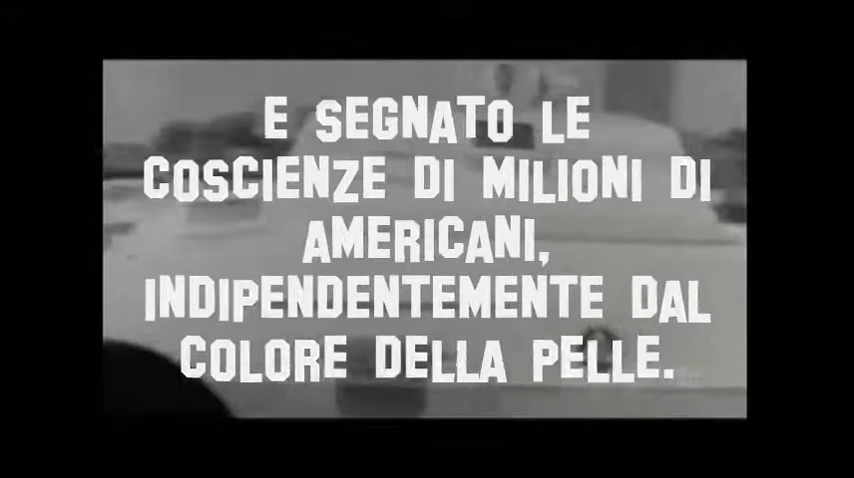 E SEGNATO LE
COSCIENZE DI MILIONI DI
AMERICANI,
INDIPENDENTEMENTE DAL
COLORE DELLA PELLE.